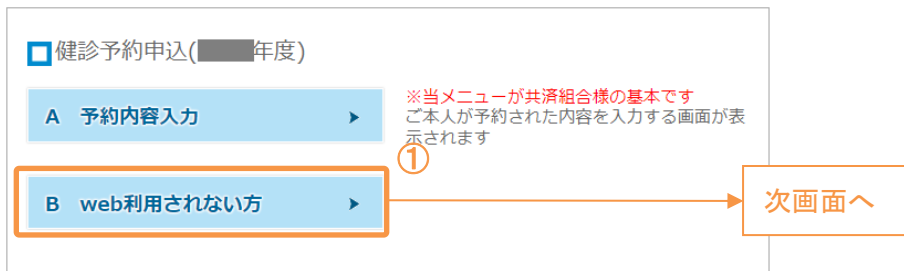 健診予約申込( 年度)
A 予約内容入力
※当メニューが共済組合様の基本です
ご本人が予約された内容を入力する画面が表
示されます
①
B web利用されない方
次画面へ